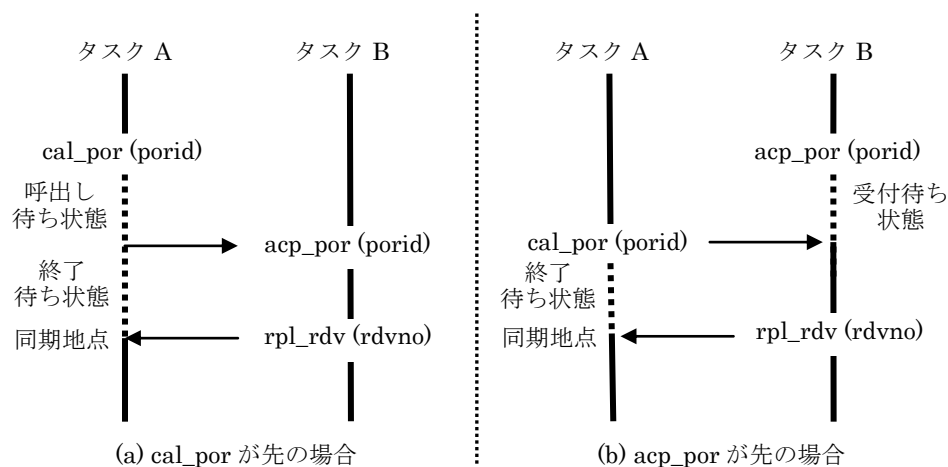 タスク A
タスク B
cal_por (porid)
呼出し
待ち状態
acp_por (porid)
終了
待ち状態
同期地点
rpl_rdv (rdvno)
(a) cal_por が先の場合
タスク A
タスク B
acp_por (porid)
受付待ち
状態
cal_por (porid)
終了
待ち状態
同期地点
rpl_rdv (rdvno)
(b) acp_por が先の場合